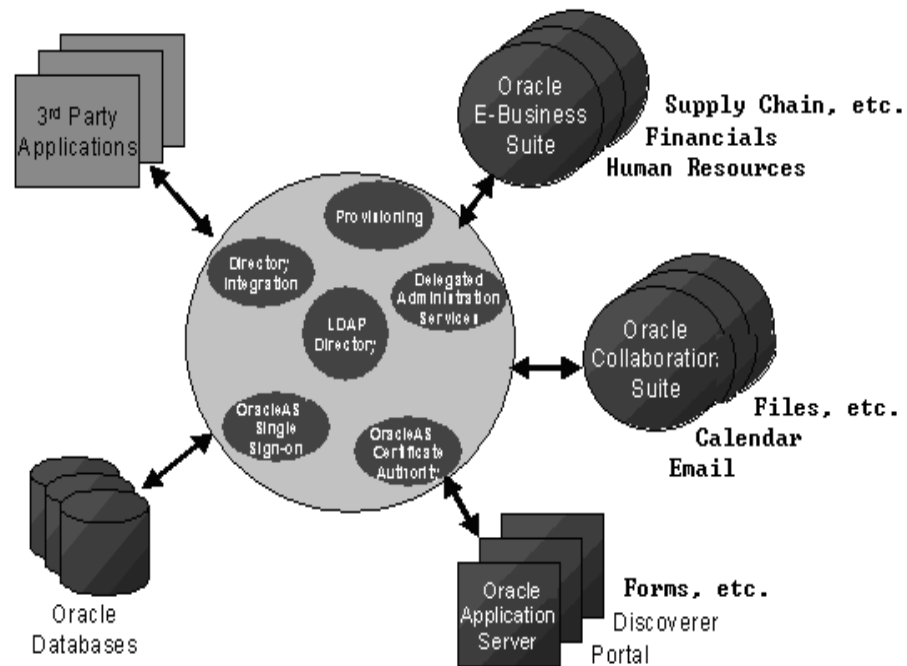 3rd Party
Applications
Oracle
E-Business
Suite
Supply Chain, etc.
Financials
Human Resources
Provisioning
Directory
Integration
Delegated
Administration
Services
LDAP
Directory
OracleAS
Single
Sign-on
OracleAS
Certificate
Authority
Oracle
Collaboration
Suite
Files, etc.
Calendar
Email
Oracle
Databases
Oracle
Application
Server
Forms, etc.
Discoverer
Portal